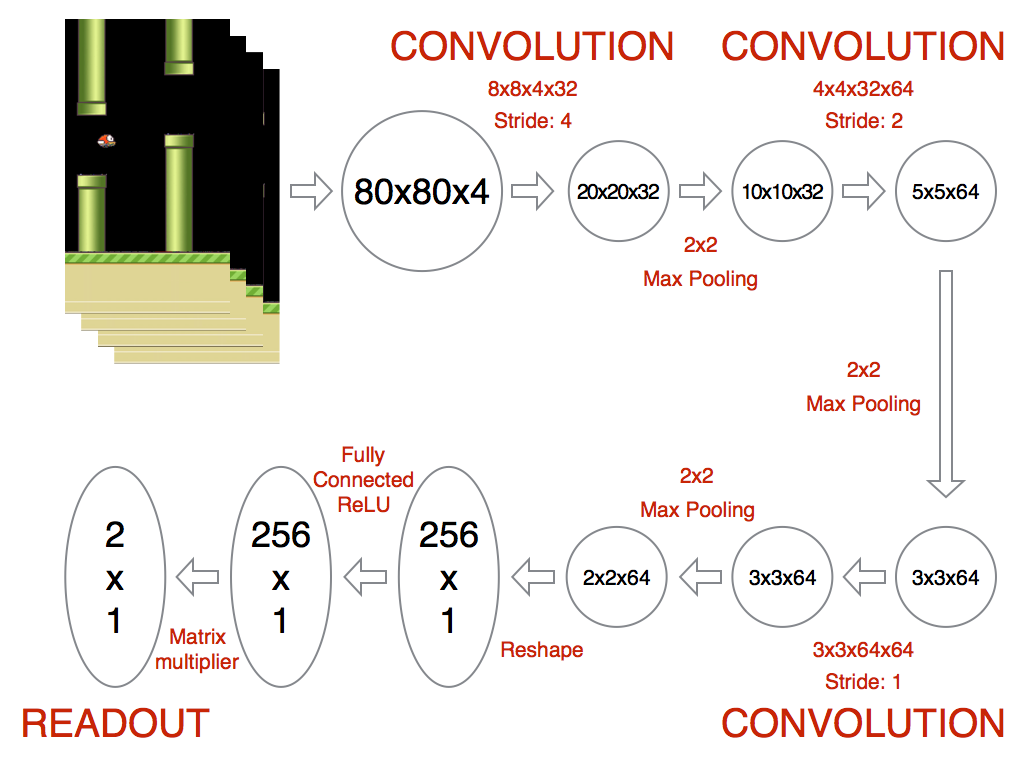 CONVOLUTION
8x8x4x32
Stride: 4
CONVOLUTION
4x4x32x64
Stride: 2
80x80x4
20x20x32
10x10x32
5x5x64
2x2
Max Pooling
2x2
Max Pooling
3x3x64
3x3x64x64
Stride: 1
CONVOLUTION
3x3x64
2x2
Max Pooling
2x2x64
Reshape
256
x
1
Fully
Connected
ReLU
256
x
1
Matrix
multiplier
2
x
1
READOUT